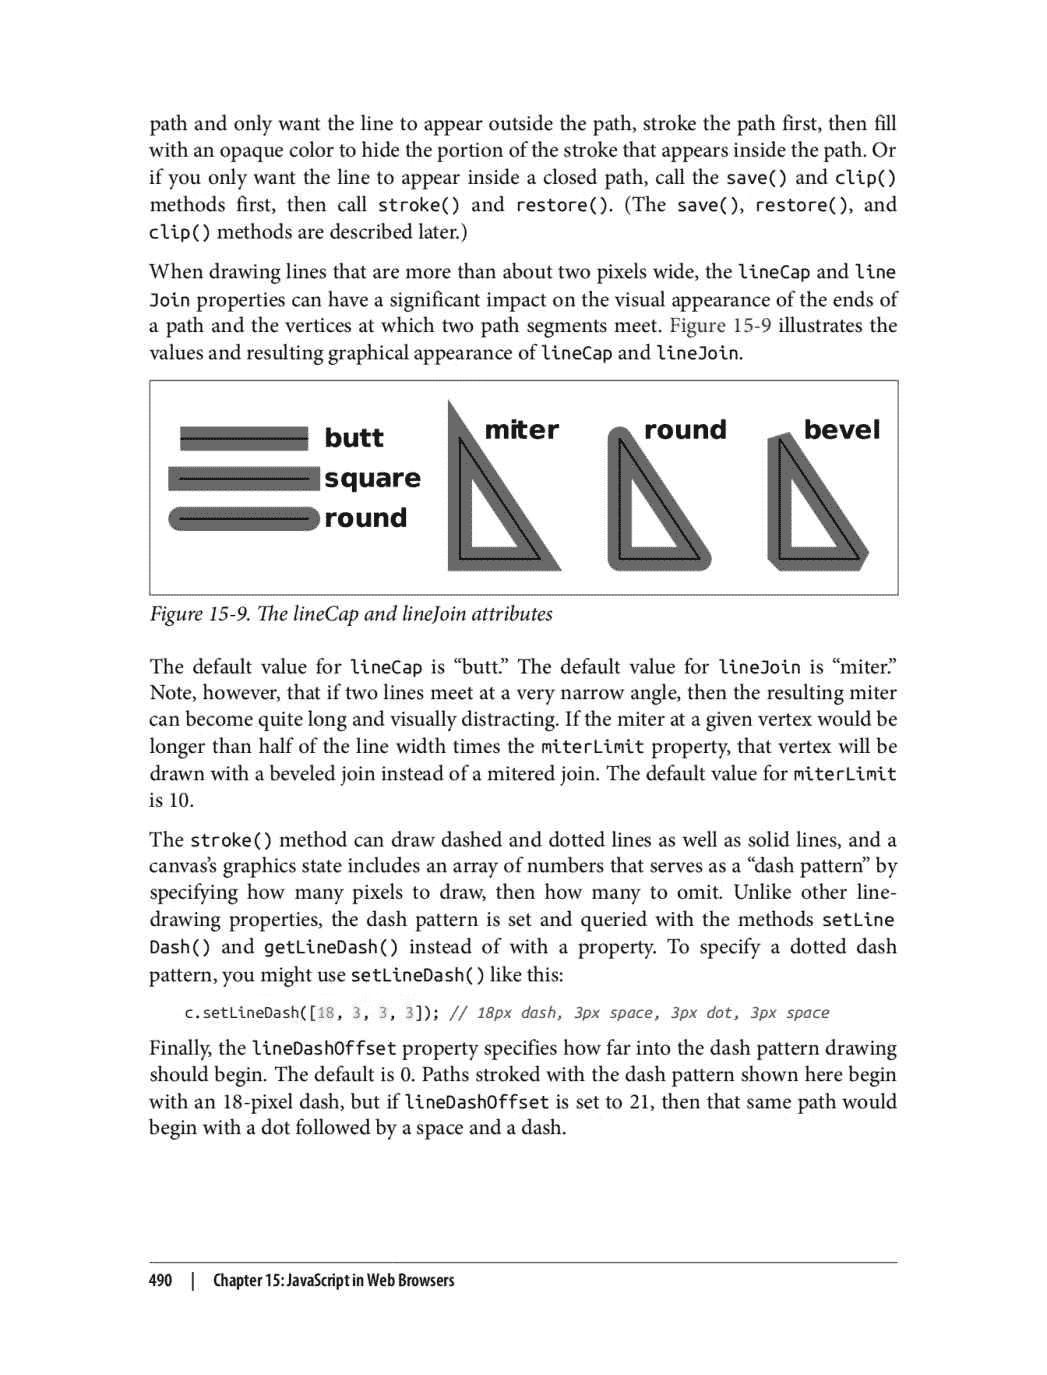 path and only want the line to appear outside the path, stroke the path first, then fill
with an opaque color to hide the portion of the stroke that appears inside the path. Or
if you only want the line to appear inside a closed path, call the save() and clip()
methods first, then call stroke() and restore(). (The save(), restore(), and
clip() methods are described later.)
When drawing lines that are more than about two pixels wide, the lineCap and line
Join properties can have a significant impact on the visual appearance of the ends of
a path and the vertices at which two path segments meet. Figure 15-9 illustrates the
values and resulting graphical appearance of lineCap and lineJoin.
butt
square
round
miter
round
bevel
Figure 15-9. The lineCap and lineJoin attributes
The default value for lineCap is “butt.” The default value for lineJoin is “miter.”
Note, however, that if two lines meet at a very narrow angle, then the resulting miter
can become quite long and visually distracting. If the miter at a given vertex would be
longer than half of the line width times the miterLimit property, that vertex will be
drawn with a beveled join instead of a mitered join. The default value for miterLimit
is 10.
The stroke() method can draw dashed and dotted lines as well as solid lines, and a
canvas’s graphics state includes an array of numbers that serves as a “dash pattern” by
specifying how many pixels to draw, then how many to omit. Unlike other line-
drawing properties, the dash pattern is set and queried with the methods setLine
Dash() and getLineDash() instead of with a property. To specify a dotted dash
pattern, you might use setLineDash() like this:
c.setLineDash([18, 3, 3, 3]); // 18px dash, 3px space, 3px dot, 3px space
Finally, the lineDashOffset property specifies how far into the dash pattern drawing
should begin. The default is 0. Paths stroked with the dash pattern shown here begin
with an 18-pixel dash, but if lineDashOffset is set to 21, then that same path would
begin with a dot followed by a space and a dash.
490 | Chapter 15: JavaScript in Web Browsers